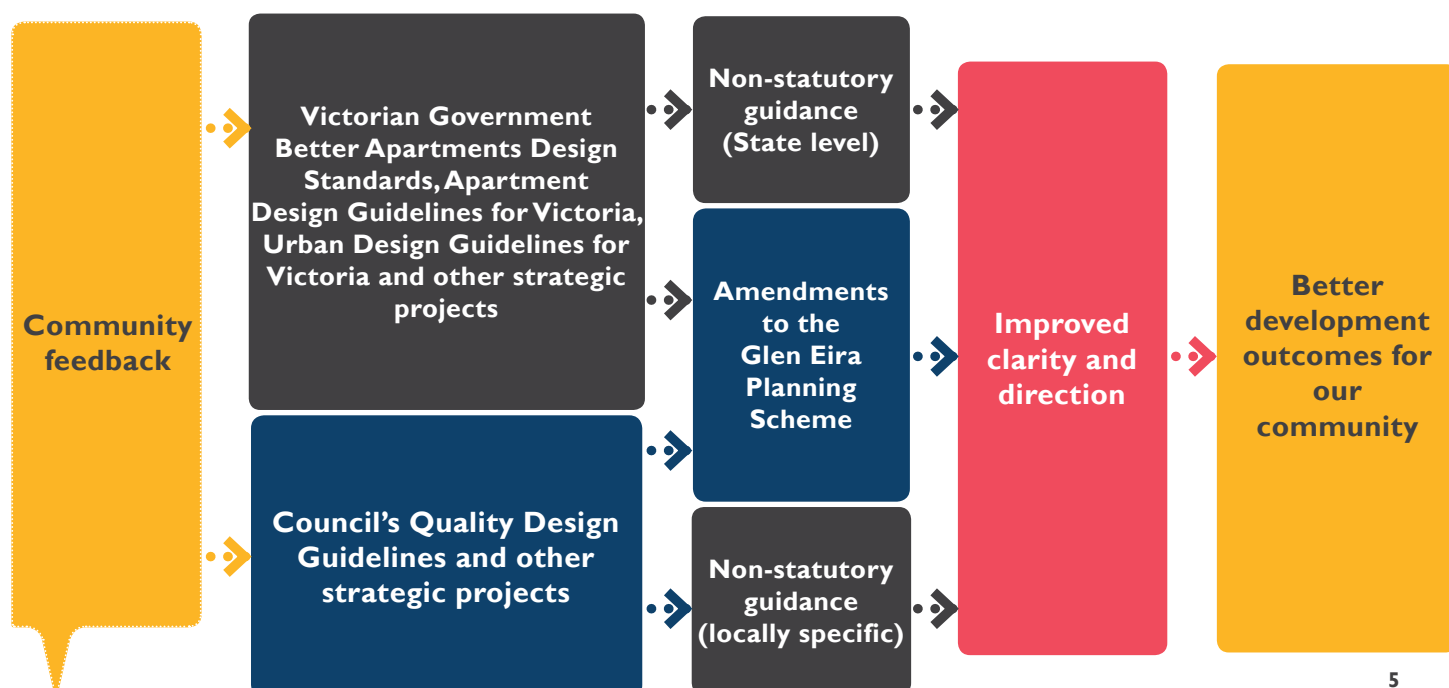 Community
feedback
Victorian Government
Better Apartments Design
Standards, Apartment
Design Guidelines for Victoria,
Urban Design Guidelines for
Victoria and other strategic
projects
Council’s Quality Design
Guidelines and other
strategic projects
Non-statutory
guidance
(State level)
Amendments
to the
Glen Eira
Planning
Scheme
Non-statutory
guidance
(locally specific)
Improved
clarity and
direction
Better
development
outcomes for
our
community
5